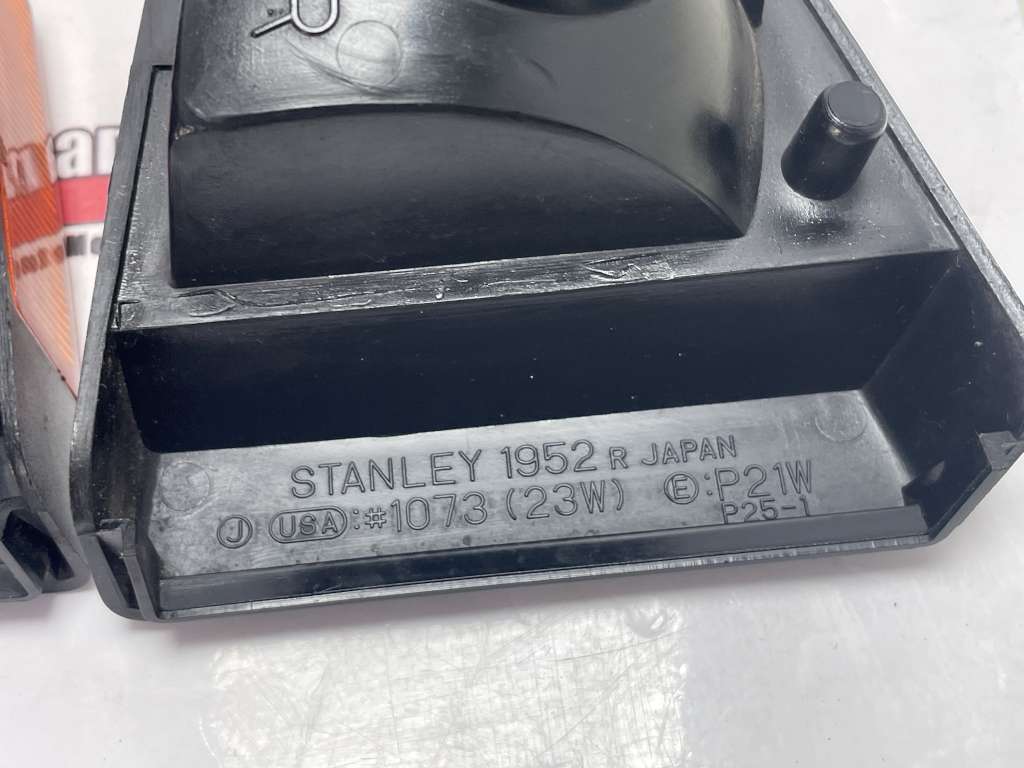 STANLEY 1952 R JAPAN
J USA:#1073 (23W) E:P21W
P25-1